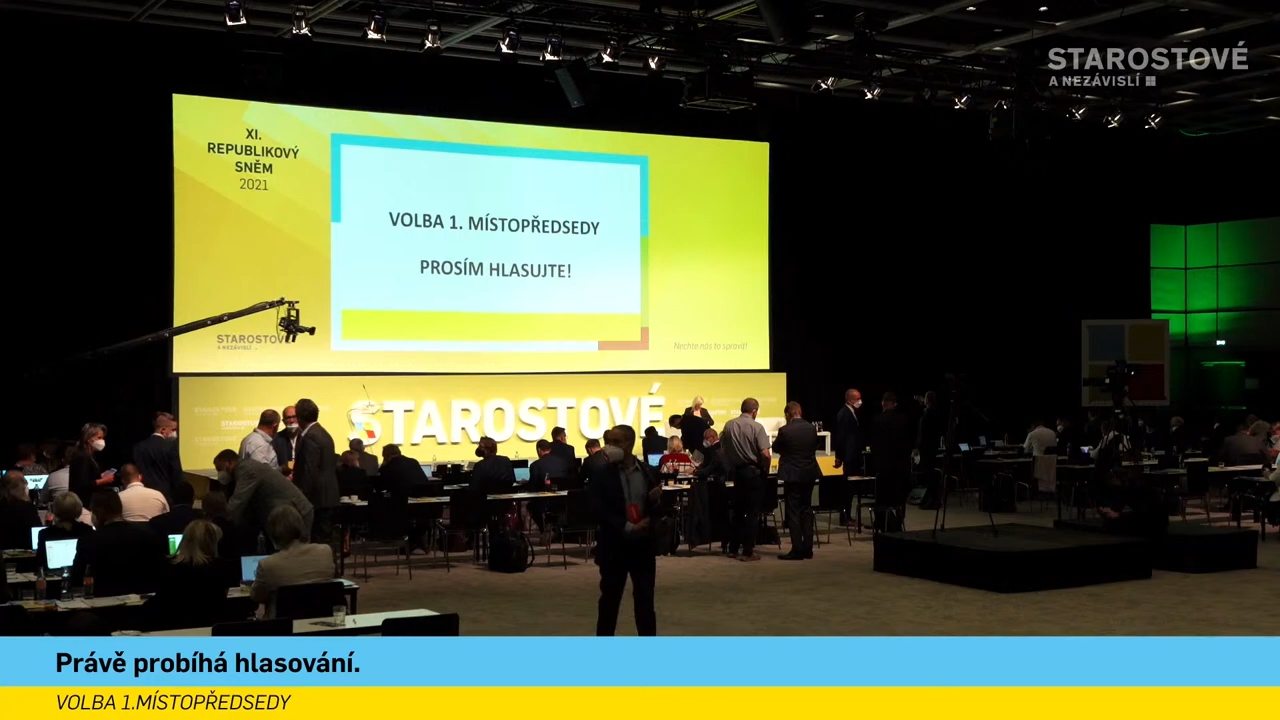 STAROSTOVÉ
A NEZÁVISLÍ
XI.
REPUBLIKOVÝ
SNĚM
2021
VOLBA 1. MÍSTOPŘEDSEDY
PROSÍM HLASUJTE!
STAROSTOVÉ
A NEZÁVISLÍ
Nechte nás to spravit!
STAROSTOVÉ
Právě probíhá hlasování.
VOLBA 1.MÍSTOPŘEDSEDY